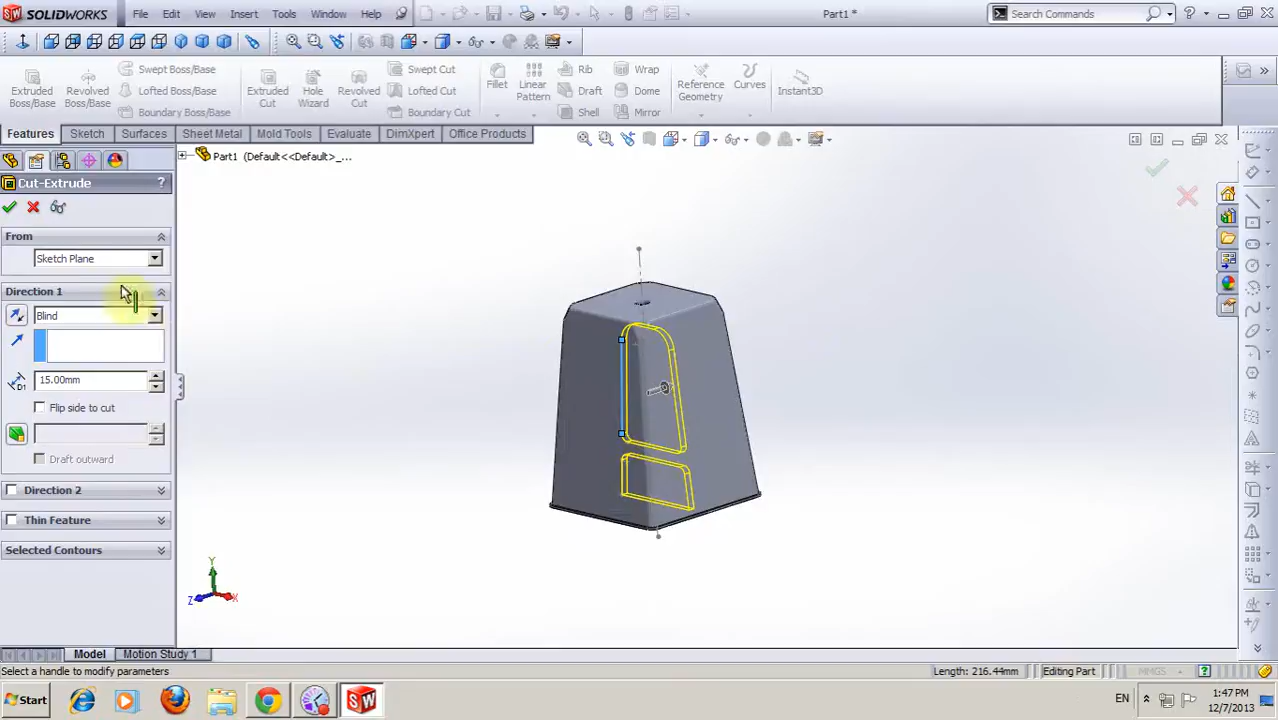 SOLIDWORKS File Edit View Insert Tools Window Help Part1 * Search Commands
Extruded Boss/Base
Revolved Boss/Base
Swept Boss/Base
Lofted Boss/Base
Boundary Boss/Base
Extruded Cut
Hole Wizard
Revolved Cut
Swept Cut
Lofted Cut
Boundary Cut
Fillet
Linear Pattern
Rib
Draft
Shell
Wrap
Dome
Mirror
Reference Geometry
Curves
Instant3D
Features Sketch Surfaces Sheet Metal Mold Tools Evaluate DimXpert Office Products
Part1 (Default<<Default>_...
Cut-Extrude ?
From
Sketch Plane
Direction 1
Blind
D1 15.00mm
Flip side to cut
Draft outward
Direction 2
Thin Feature
Selected Contours
Y
Z X
Model Motion Study 1
Select a handle to modify parameters Length: 216.44mm Editing Part MMGS
Start EN 1:47 PM
12/7/2013